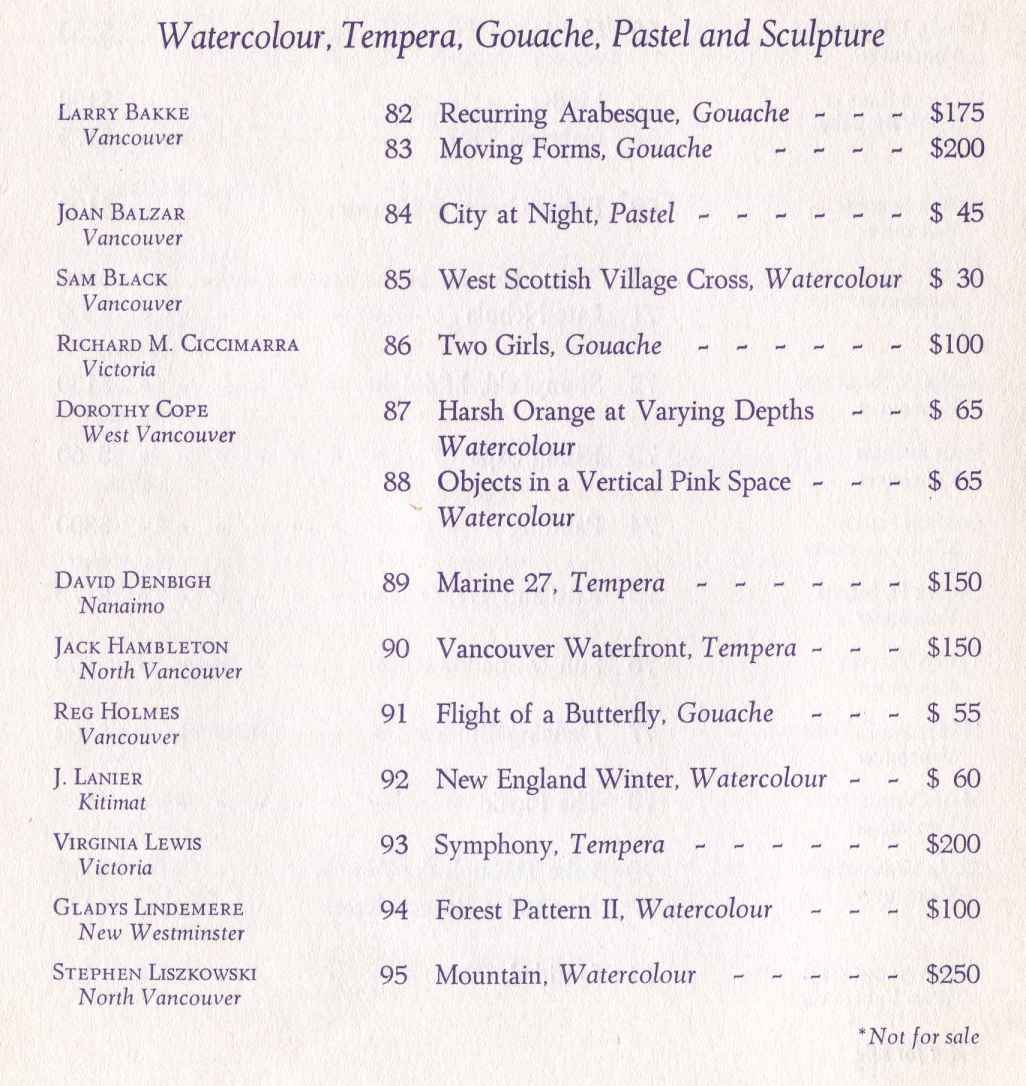 Watercolour, Tempera, Gouache, Pastel and Sculpture
LARRY BAKKE 82 Recurring Arabesque, Gouache - - - $175
Vancouver
83 Moving Forms, Gouache - - - - $200
JOAN BALZAR 84 City at Night, Pastel - - - - - - $ 45
Vancouver
SAM BLACK 85 West Scottish Village Cross, Watercolour $ 30
Vancouver
RICHARD M. CICCIMARRA 86 Two Girls, Gouache - - - - - - $100
Victoria
DOROTHY COPE 87 Harsh Orange at Varying Depths - - $ 65
West Vancouver
Watercolour
88 Objects in a Vertical Pink Space - - - $ 65
Watercolour
DAVID DENBIGH 89 Marine 27, Tempera - - - - - - $150
Nanaimo
JACK HAMBLETON 90 Vancouver Waterfront, Tempera - - - $150
North Vancouver
REG HOLMES 91 Flight of a Butterfly, Gouache - - - $ 55
Vancouver
J. LANIER 92 New England Winter, Watercolour - - $ 60
Kitimat
VIRGINIA LEWIS 93 Symphony, Tempera - - - - - - $200
Victoria
GLADYS LINDEMERE 94 Forest Pattern II, Watercolour - - - $100
New Westminster
STEPHEN LISZKOWSKI 95 Mountain, Watercolour - - - - - $250
North Vancouver
*Not for sale